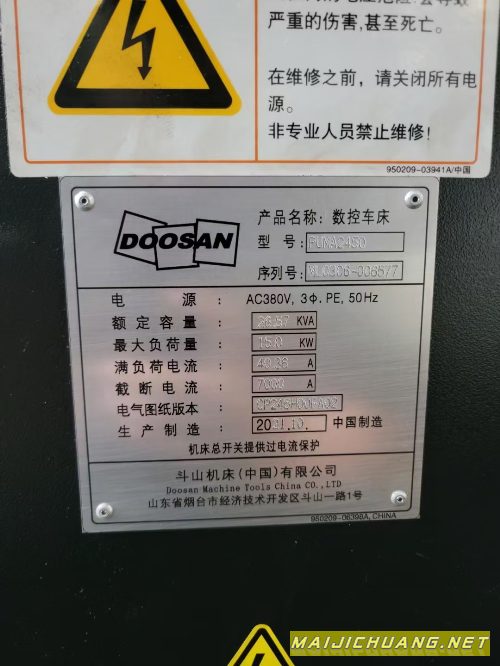 严重的伤害,甚至死亡。
在维修之前，请关闭所有电
源。
非专业人员禁止维修!
950209-03941A/中国
DOOSAN
产品名称: 数控车床
型 号: PUMA2450
序列号:
电 源 : AC380V, 3Φ. PE, 50Hz
额定容量 : KVA
最大负荷量 : 15.0 KW
满负荷电流 : A
截断电流 : A
电气图纸版本 :
生产制造 : 2021.10. 中国制造
机床总开关提供过电流保护
斗山机床(中国)有限公司
Doosan Machine Tools China CO.,LTD
山东省烟台市经济技术开发区斗山一路1号
950209-06398A, CHINA
MAIJICHUANG.NET